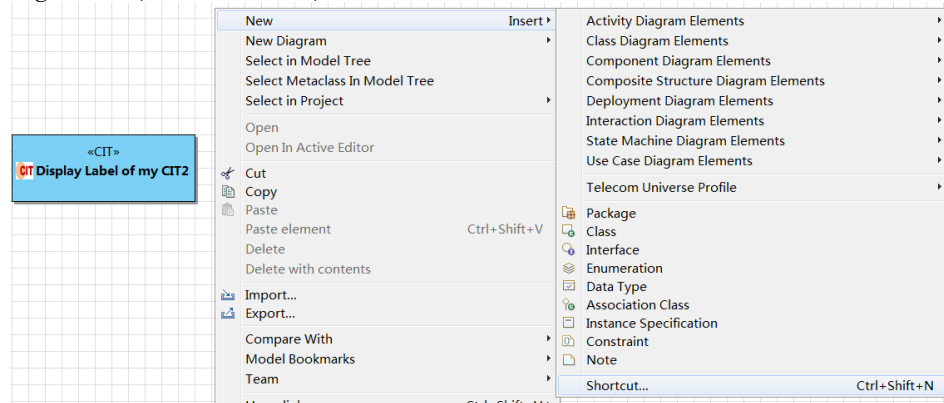 New Insert
New Diagram
Select in Model Tree
Select Metaclass In Model Tree
Select in Project
Open
Open In Active Editor
Cut
Copy
Paste
Paste element Ctrl+Shift+V
Delete
Delete with contents
Import...
Export...
Compare With
Model Bookmarks
Team
Activity Diagram Elements
Class Diagram Elements
Component Diagram Elements
Composite Structure Diagram Elements
Deployment Diagram Elements
Interaction Diagram Elements
State Machine Diagram Elements
Use Case Diagram Elements
Telecom Universe Profile
Package
Class
Interface
Enumeration
Data Type
Association Class
Instance Specification
Constraint
Note
Shortcut... Ctrl+Shift+N
«CIT»
CIT Display Label of my CIT2